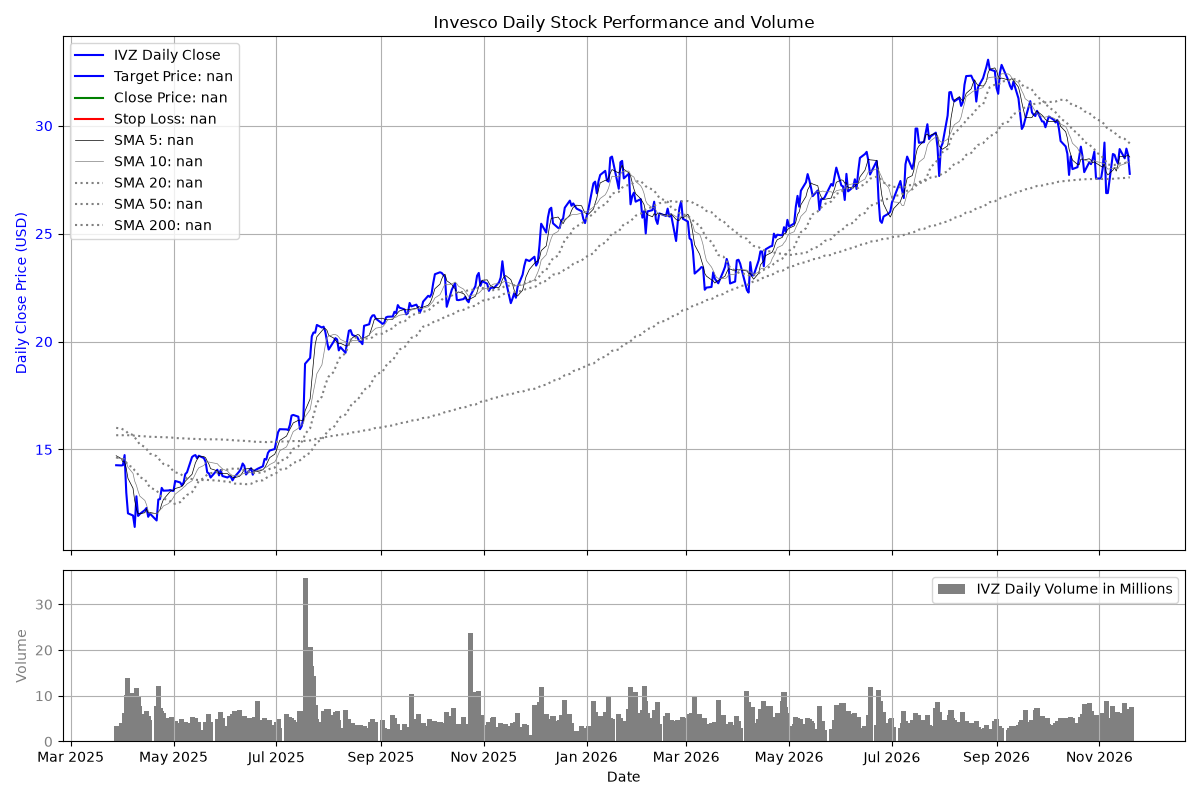 Invesco Daily Stock Performance and Volume
IVZ Daily Close
Target Price: nan
Close Price: nan
Stop Loss: nan
SMA 5: nan
SMA 10: nan
SMA 20: nan
SMA 50: nan
SMA 200: nan
Daily Close Price (USD)
30
25
20
15
IVZ Daily Volume in Millions
Volume
30
20
10
0
Mar 2025 May 2025 Jul 2025 Sep 2025 Nov 2025 Jan 2026 Mar 2026 May 2026 Jul 2026 Sep 2026 Nov 2026
Date